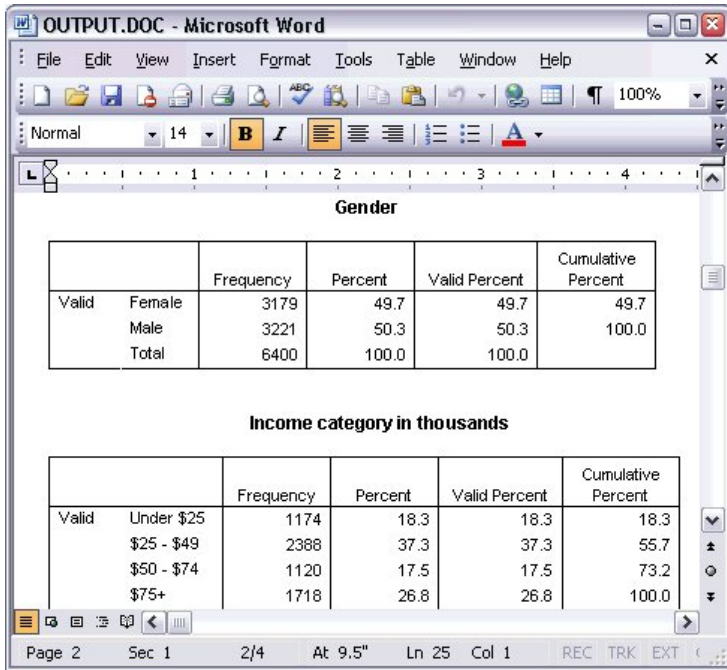 OUTPUT.DOC - Microsoft Word
File Edit View Insert Format Tools Table Window Help
100%
Normal 14 B I A
1 2 3 4
Gender
Frequency Percent Valid Percent Cumulative Percent
Valid Female 3179 49.7 49.7 49.7
Male 3221 50.3 50.3 100.0
Total 6400 100.0 100.0
Income category in thousands
Frequency Percent Valid Percent Cumulative Percent
Valid Under $25 1174 18.3 18.3 18.3
$25 - $49 2388 37.3 37.3 55.7
$50 - $74 1120 17.5 17.5 73.2
$75+ 1718 26.8 26.8 100.0
Page 2 Sec 1 2/4 At 9.5" Ln 25 Col 1 REC TRK EXT